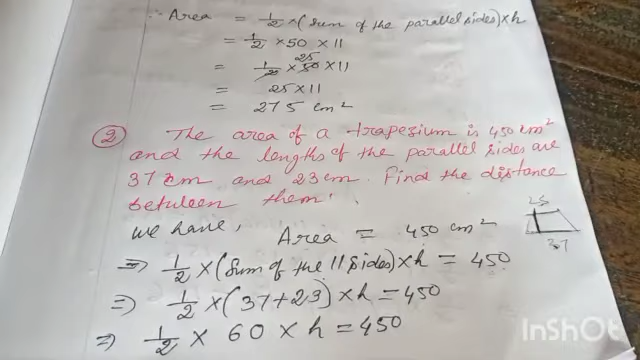 ∴ Area = 1/2 × (Sum of the parallel sides) × h
= 1/2 × 50 × 11
= 1/2 × 50 × 11 25
= 25 × 11
= 275 cm²
② The area of a trapezium is 450 cm²
and the lengths of the parallel sides are
37 cm and 23 cm. Find the distance
between them.
we have, Area = 450 cm²
⇒ 1/2 × (Sum of the || sides) × h = 450
⇒ 1/2 × (37+23) × h = 450
⇒ 1/2 × 60 × h = 450
37
InShOt